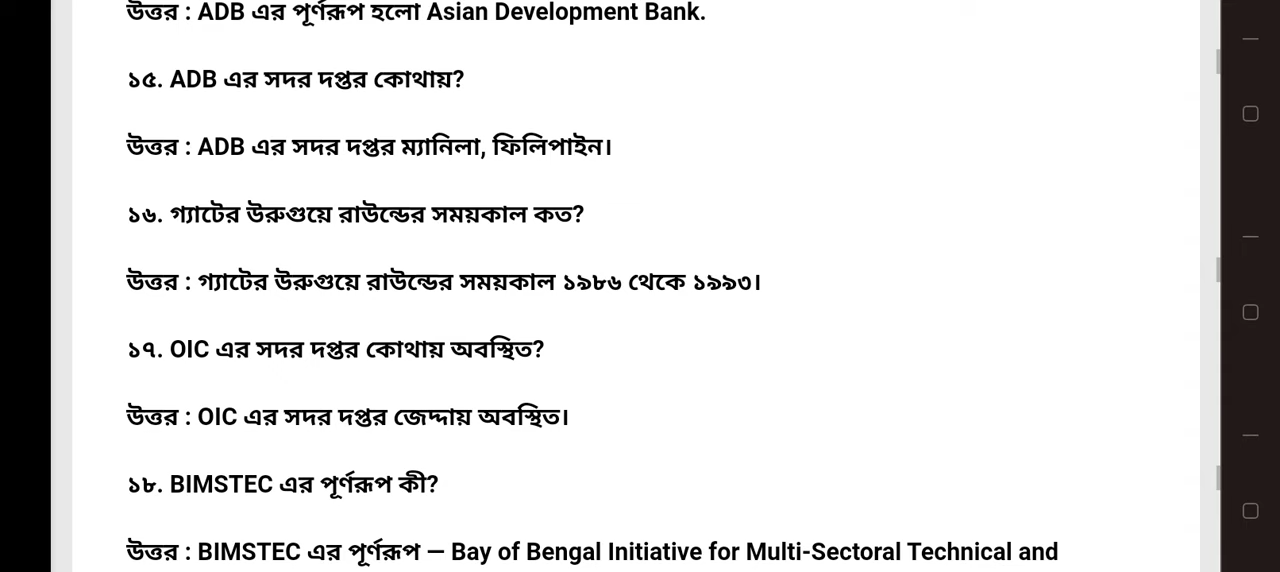 উত্তর : ADB এর পূর্ণরূপ হলো Asian Development Bank.
১৫. ADB এর সদর দপ্তর কোথায়?
উত্তর : ADB এর সদর দপ্তর ম্যানিলা, ফিলিপাইন।
১৬. গ্যাটের উরুগুয়ে রাউন্ডের সময়কাল কত?
উত্তর : গ্যাটের উরুগুয়ে রাউন্ডের সময়কাল ১৯৮৬ থেকে ১৯৯৩।
১৭. OIC এর সদর দপ্তর কোথায় অবস্থিত?
উত্তর : OIC এর সদর দপ্তর জেদ্দায় অবস্থিত।
১৮. BIMSTEC এর পূর্ণরূপ কী?
উত্তর : BIMSTEC এর পূর্ণরূপ — Bay of Bengal Initiative for Multi-Sectoral Technical and